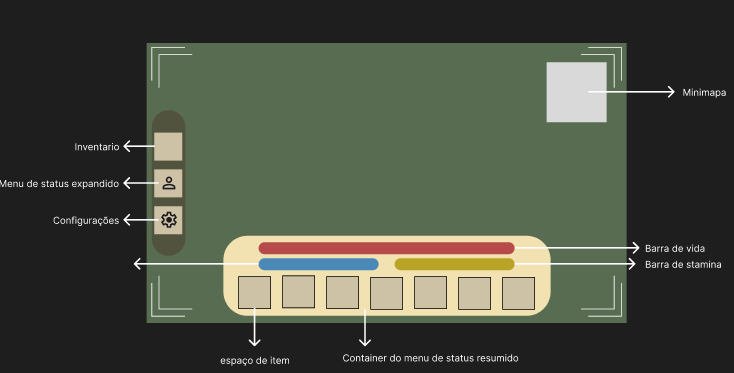 Minimapa
Inventario
Menu de status expandido
Configurações
Barra de vida
Barra de stamina
espaço de item
Container do menu de status resumido